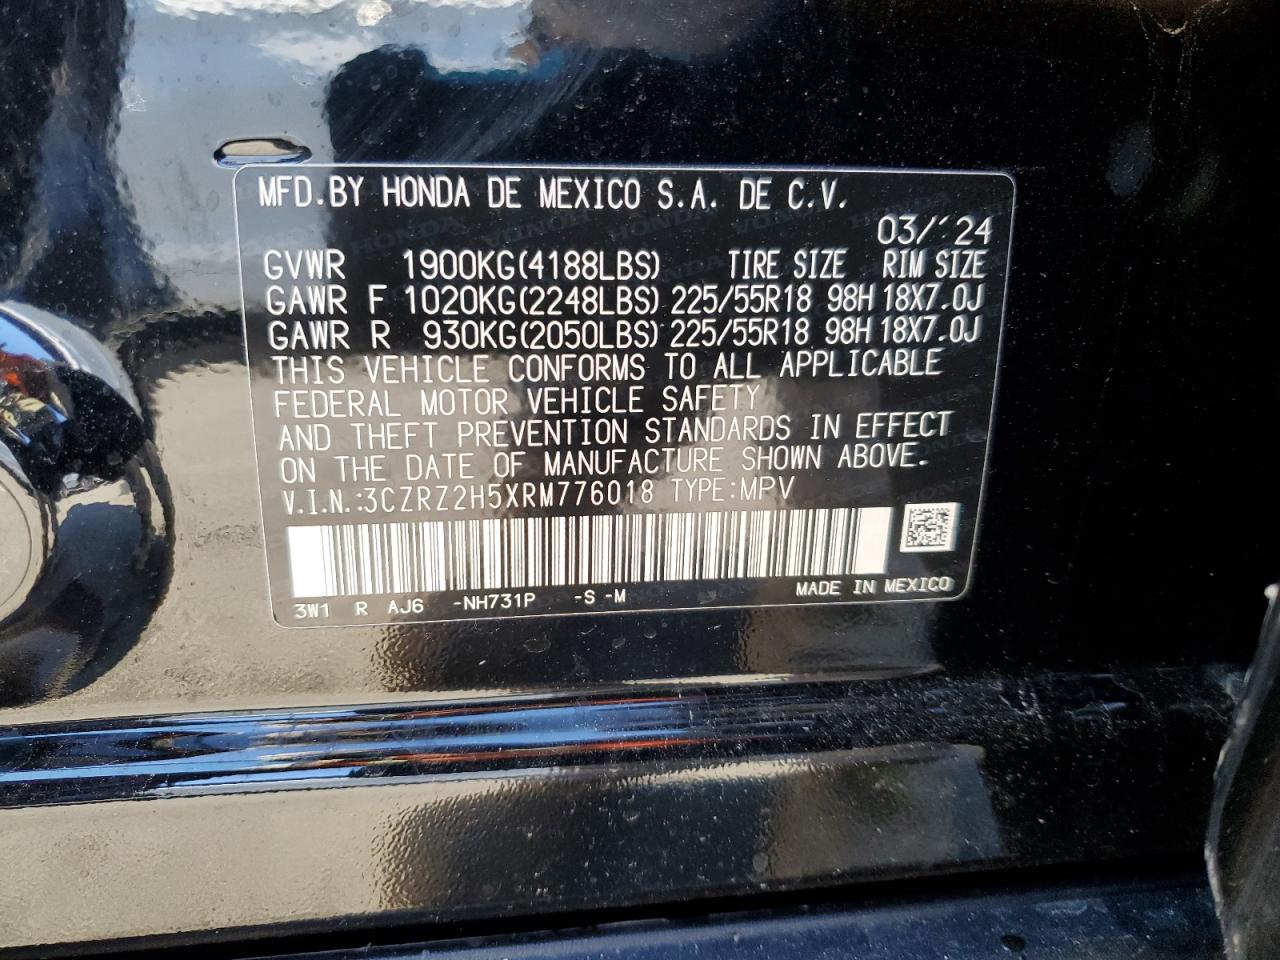 MFD.BY HONDA DE MEXICO S.A. DE C.V.
03/'24
GVWR 1900KG(4188LBS) TIRE SIZE RIM SIZE
GAWR F 1020KG(2248LBS) 225/55R18 98H 18X7.0J
GAWR R 930KG(2050LBS) 225/55R18 98H 18X7.0J
THIS VEHICLE CONFORMS TO ALL APPLICABLE
FEDERAL MOTOR VEHICLE SAFETY
AND THEFT PREVENTION STANDARDS IN EFFECT
ON THE DATE OF MANUFACTURE SHOWN ABOVE.
V.I.N.:3CZRZ2H5XRM776018 TYPE:MPV
3W1 R AJ6 -NH731P -S -M MADE IN MEXICO